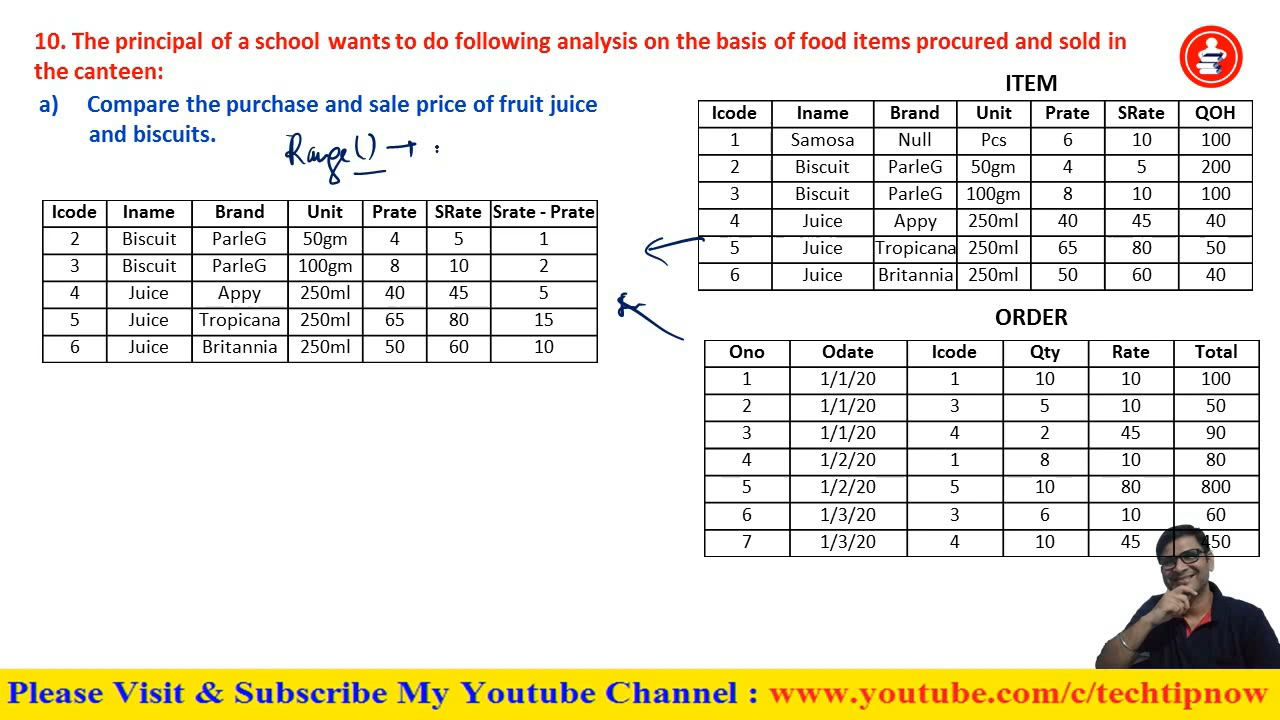 10. The principal of a school wants to do following analysis on the basis of food items procured and sold in
the canteen:
a) Compare the purchase and sale price of fruit juice
and biscuits.
Range () →
Icode Iname Brand Unit Prate SRate Srate - Prate
2 Biscuit ParleG 50gm 4 5 1
3 Biscuit ParleG 100gm 8 10 2
4 Juice Appy 250ml 40 45 5
5 Juice Tropicana 250ml 65 80 15
6 Juice Britannia 250ml 50 60 10
ITEM
Icode Iname Brand Unit Prate SRate QOH
1 Samosa Null Pcs 6 10 100
2 Biscuit ParleG 50gm 4 5 200
3 Biscuit ParleG 100gm 8 10 100
4 Juice Appy 250ml 40 45 40
5 Juice Tropicana 250ml 65 80 50
6 Juice Britannia 250ml 50 60 40
ORDER
Ono Odate Icode Qty Rate Total
1 1/1/20 1 10 10 100
2 1/1/20 3 5 10 50
3 1/1/20 4 2 45 90
4 1/2/20 1 8 10 80
5 1/2/20 5 10 80 800
6 1/3/20 3 6 10 60
7 1/3/20 4 10 45 450
Please Visit & Subscribe My Youtube Channel : www.youtube.com/c/techtipnow